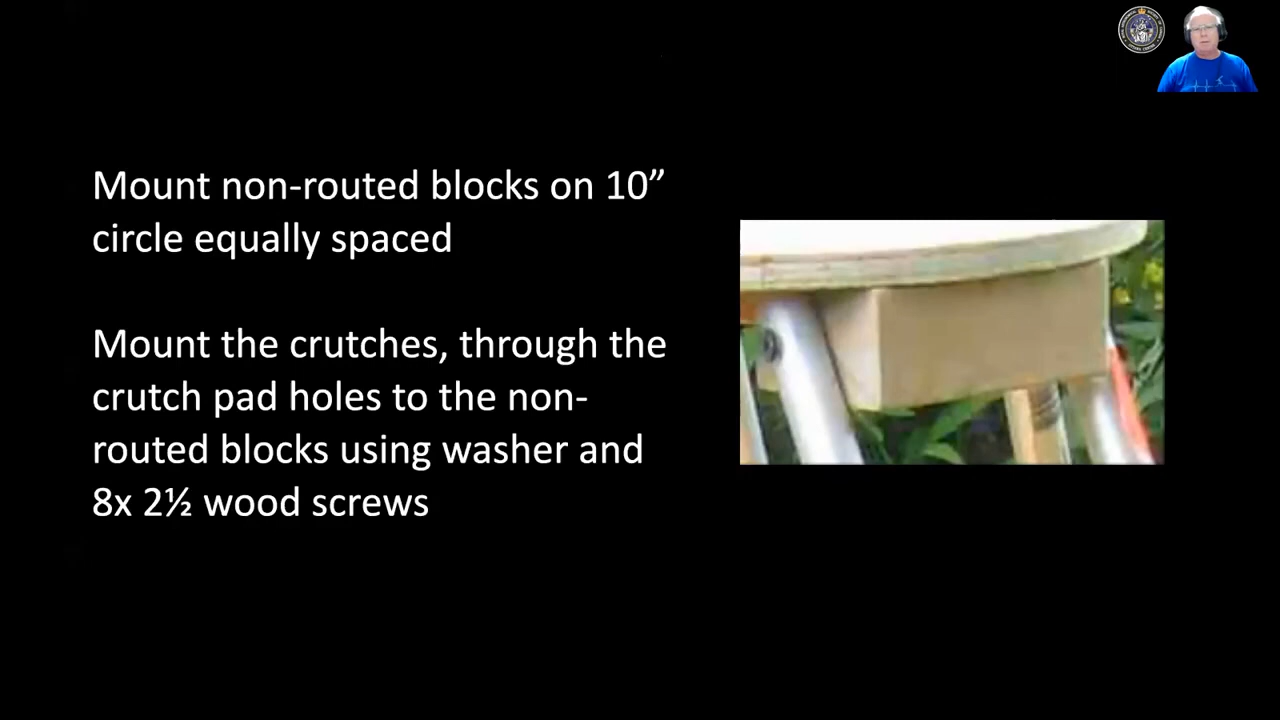 Mount non-routed blocks on 10”
circle equally spaced
Mount the crutches, through the
crutch pad holes to the non-
routed blocks using washer and
8x 2½ wood screws